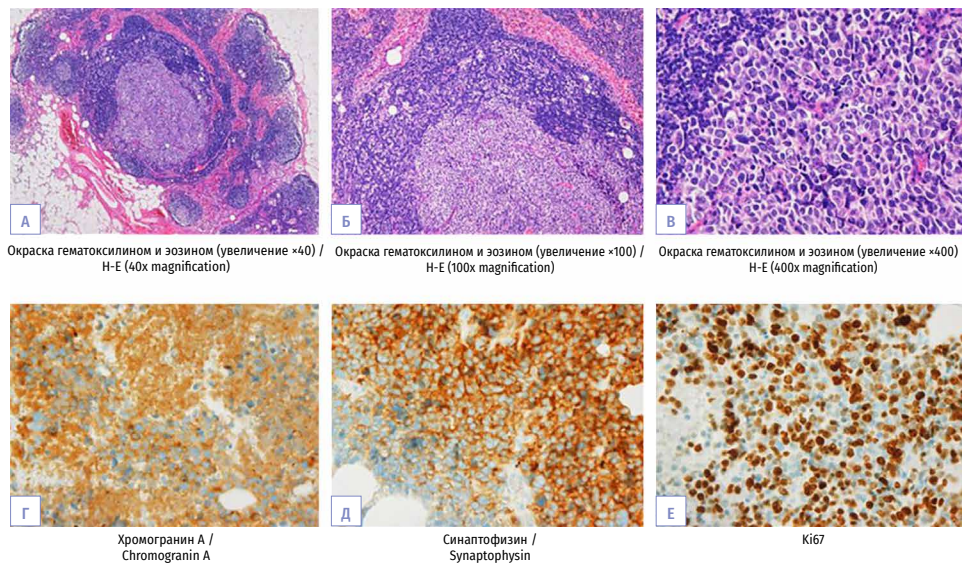 А
Б
В
Окраска гематоксилином и эозином (увеличение ×40) /
H-E (40x magnification)
Окраска гематоксилином и эозином (увеличение ×100) /
H-E (100x magnification)
Окраска гематоксилином и эозином (увеличение ×400)
H-E (400x magnification)
Г
Д
Е
Хромогранин А /
Chromogranin A
Синаптофизин /
Synaptophysin
Ki67